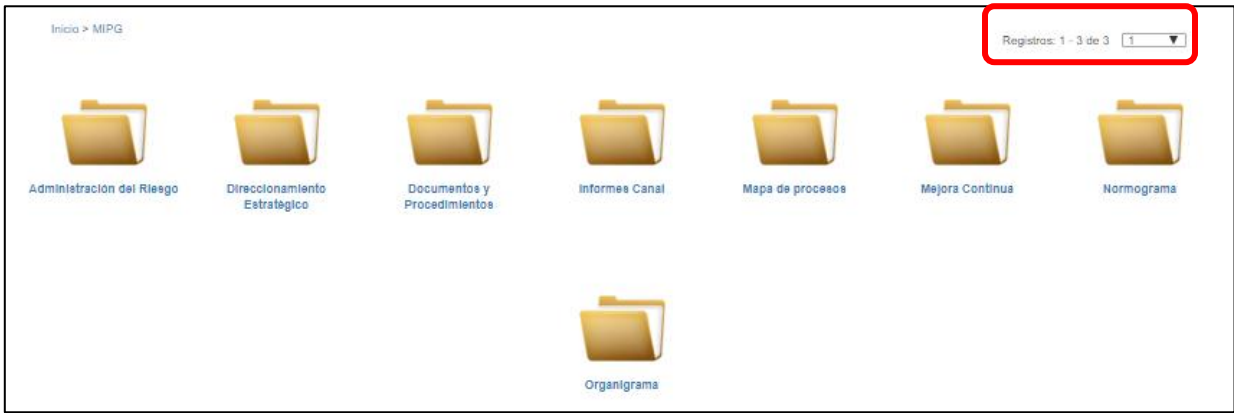 Inicio > MIPG
Registros: 1 - 3 de 3 1
Administración del Riesgo
Direccionamiento
Estratégico
Documentos y
Procedimientos
Informes Canal
Mapa de procesos
Mejora Continua
Normograma
Organigrama